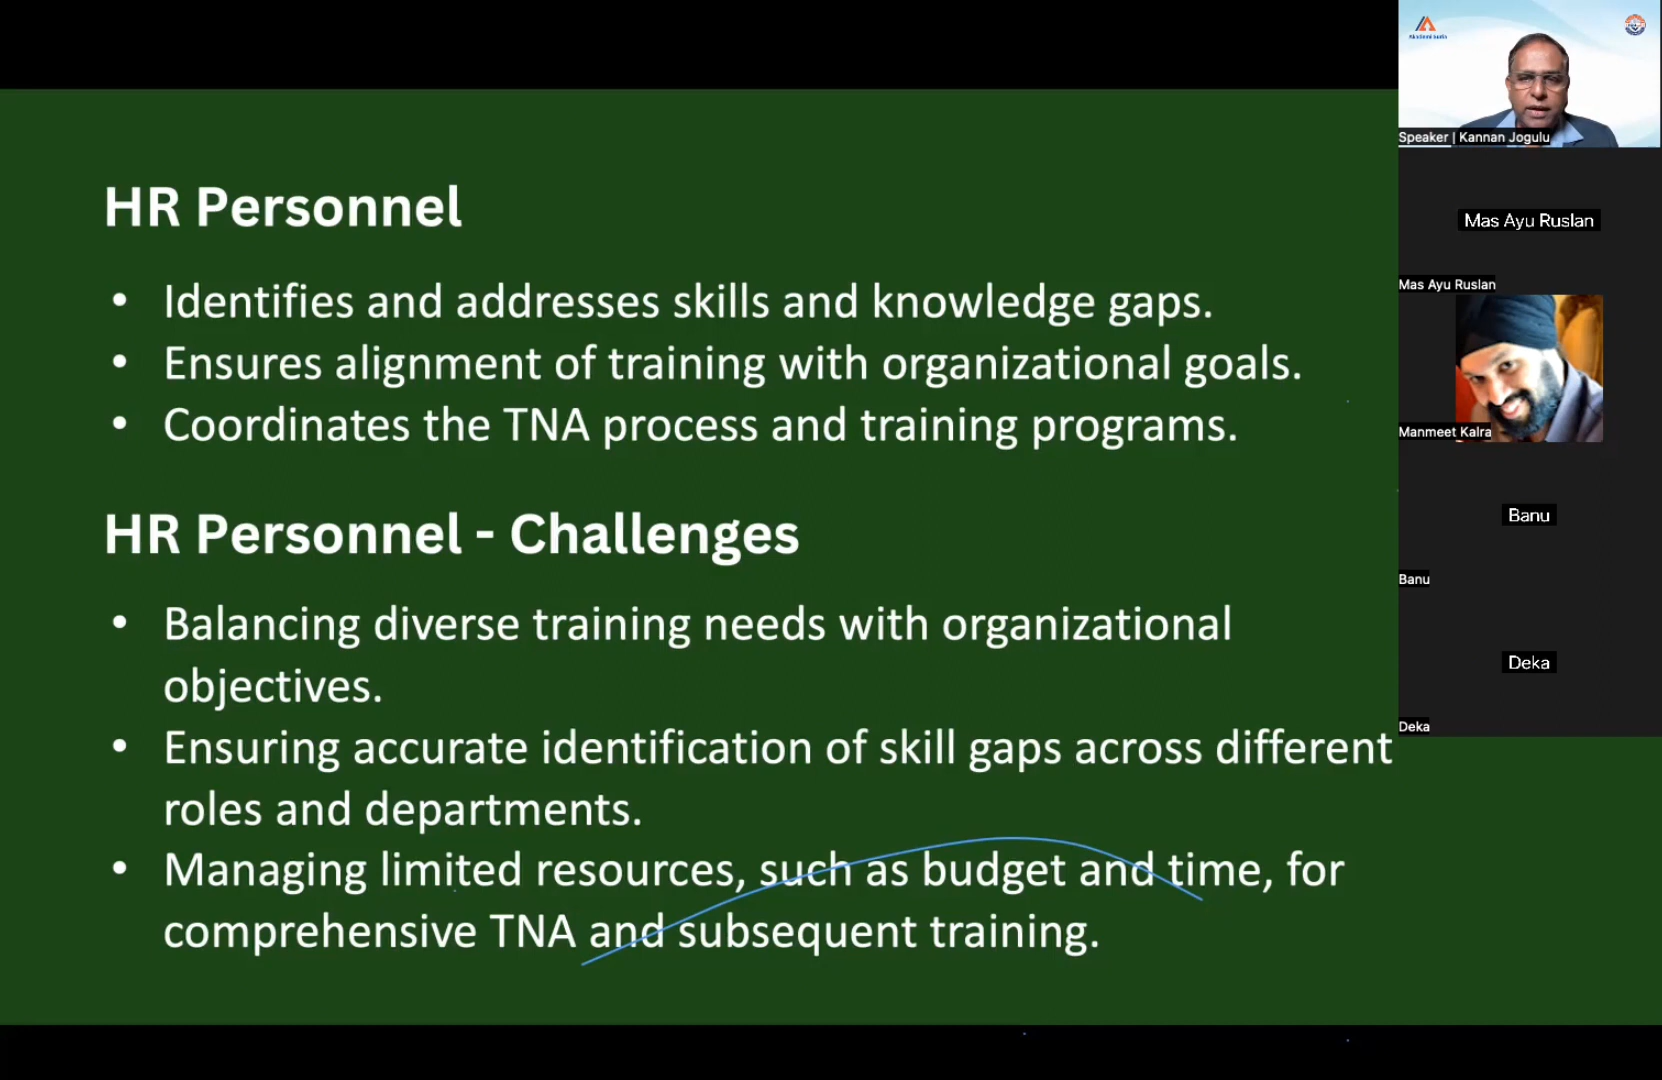 HR Personnel
• Identifies and addresses skills and knowledge gaps.
• Ensures alignment of training with organizational goals.
• Coordinates the TNA process and training programs.
HR Personnel - Challenges
• Balancing diverse training needs with organizational
objectives.
• Ensuring accurate identification of skill gaps across different
roles and departments.
• Managing limited resources, such as budget and time, for
comprehensive TNA and subsequent training.
Speaker | Kannan Jogulu
Mas Ayu Ruslan
Mas Ayu Ruslan
Manmeet Kalra
Banu
Banu
Deka
Deka